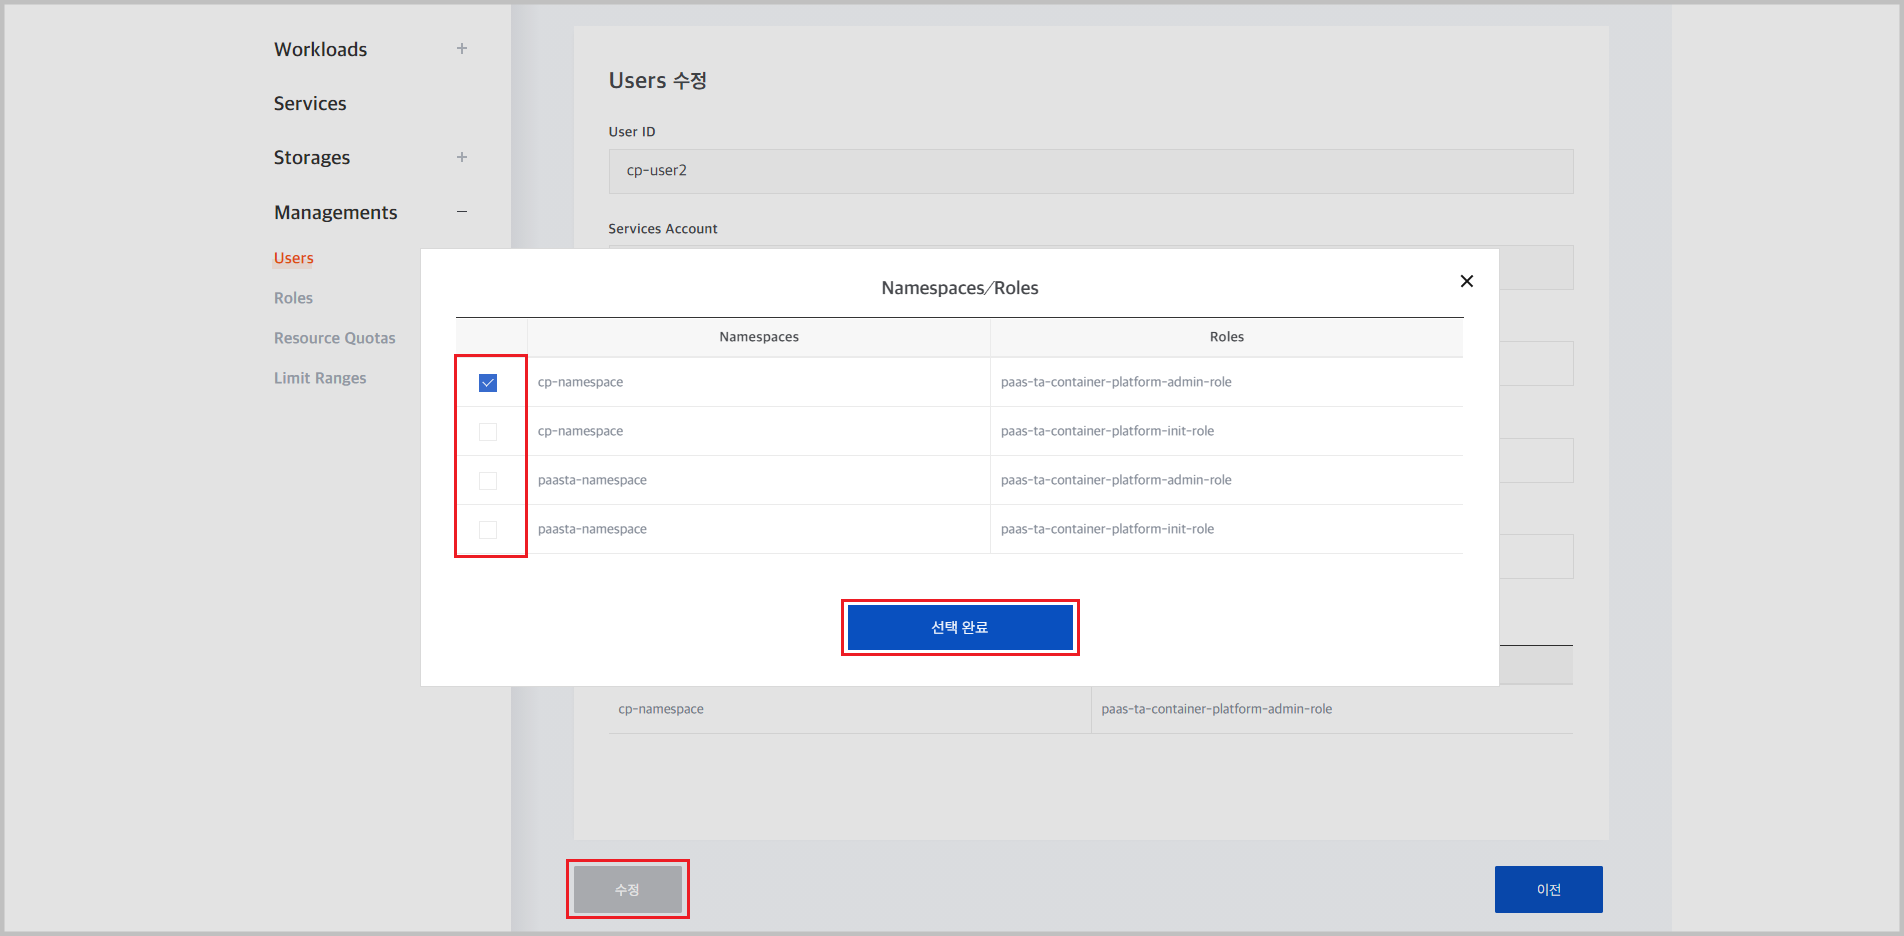 Workloads
Services
Storages
Managements
Users
Roles
Resource Quotas
Limit Ranges
Users 수정
User ID
cp-user2
Services Account
Namespaces/Roles
Namespaces Roles
cp-namespace paas-ta-container-platform-admin-role
cp-namespace paas-ta-container-platform-init-role
paasta-namespace paas-ta-container-platform-admin-role
paasta-namespace paas-ta-container-platform-init-role
선택 완료
cp-namespace paas-ta-container-platform-admin-role
수정 이전